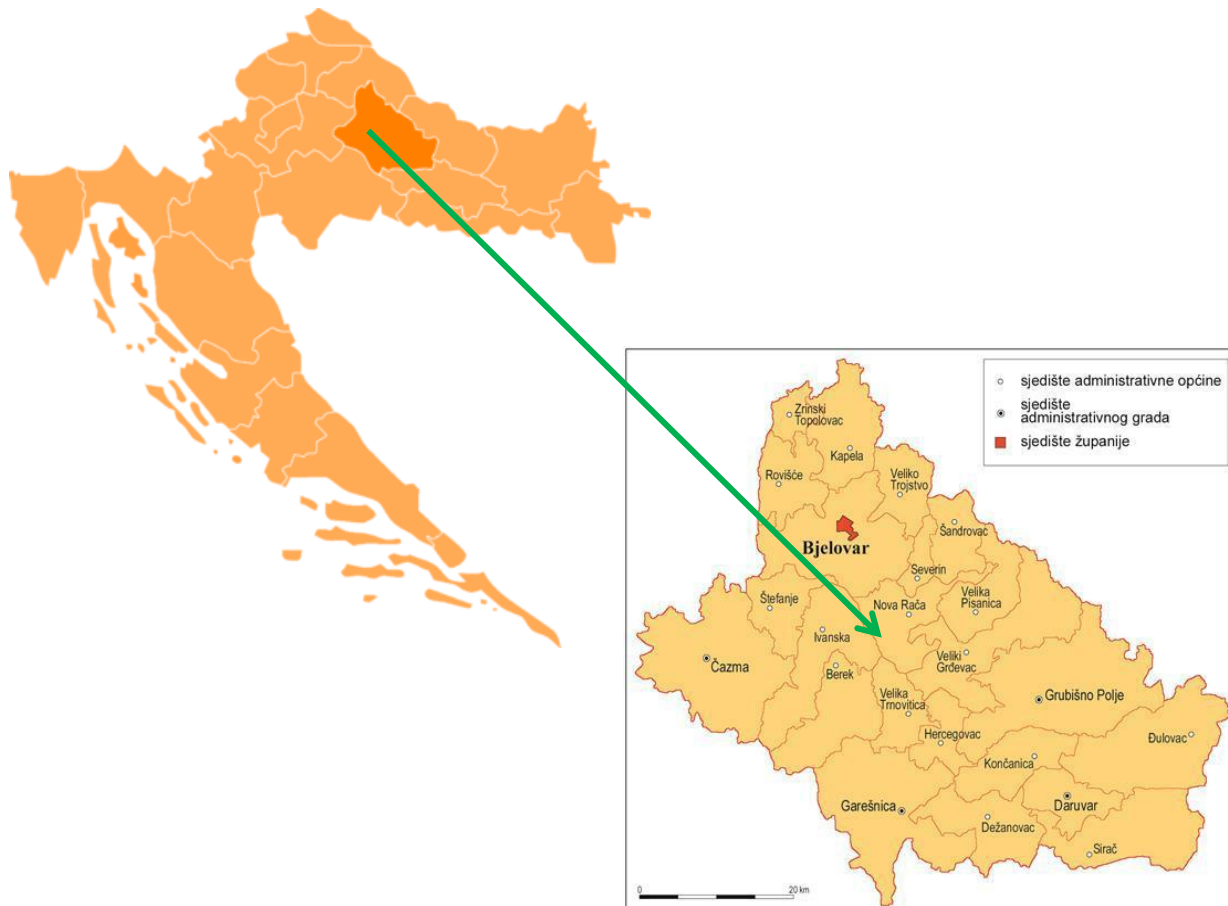 sjedište administrativne općine
sjedište
administrativnog grada
sjedište županije
Zrinski
Topolovac
Kapela
Rovišće
Veliko
Trojstvo
Šandrovac
Bjelovar
Severin
Štefanje
Nova Rača
Velika
Pisanica
Ivanska
Čazma
Berek
Veliki
Grđevac
Velika
Trnovitica
Grubišno Polje
Hercegovac
Đulovac
Končanica
Garešnica
Daruvar
Dežanovac
Sirač
0
20 km